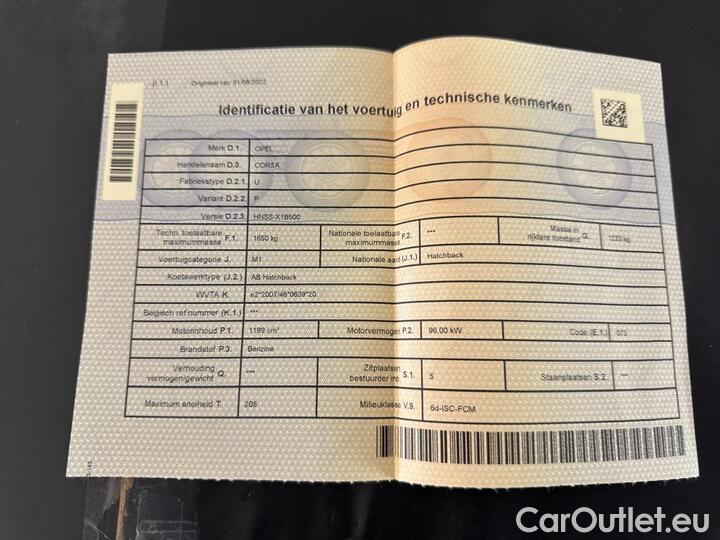 (I.1.) Origineel van 31/08/2022
Identificatie van het voertuig en technische kenmerken
Merk D.1. OPEL
Handelsnaam D.3. CORSA
Fabriekstype D.2.1. U
Variant D.2.2. P
Versie D.2.3. HNSS-X1B500
Techn. toelaatbare maximummassa F.1. 1650 kg Nationale toelaatbare maximummassa F.2. *** Massa in rijklare toestand G. 1233 kg
Voertuigcategorie J. M1 Nationale aard (J.1.) Hatchback
Koetswerktype (J.2.) AB Hatchback
WVTA K. e2*2007/46*0639*20
Belgisch ref nummer (K.1.) ***
Motorinhoud P.1. 1199 cm³ Motorvermogen P.2. 96.00 kW Code (E.1.) 073
Brandstof P.3. Benzine
Verhouding vermogen/gewicht Q. *** Zitplaatsen bestuurder inb. S.1. 5 Staanplaatsen S.2. ***
Maximum snelheid T. 208 Milieuklasse V.9. 6d-ISC-FCM
CarOutlet.eu